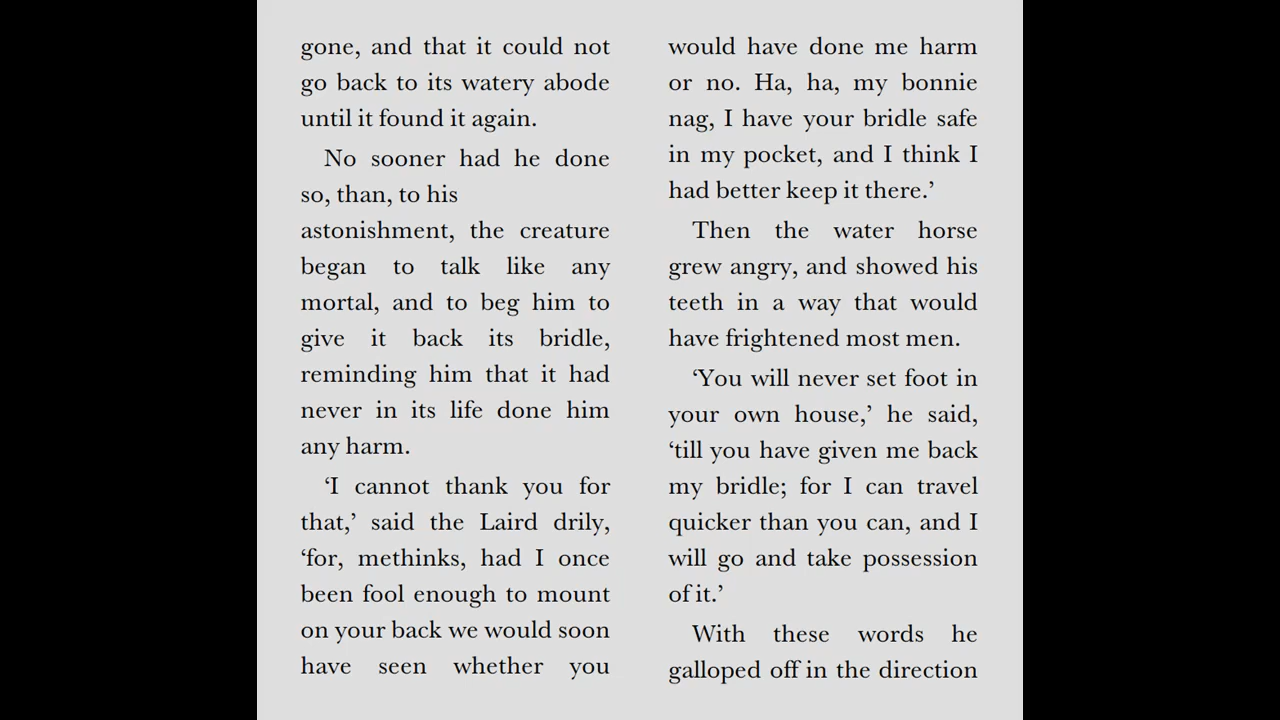 gone, and that it could not
go back to its watery abode
until it found it again.
No sooner had he done
so, than, to his
astonishment, the creature
began to talk like any
mortal, and to beg him to
give it back its bridle,
reminding him that it had
never in its life done him
any harm.
‘I cannot thank you for
that,’ said the Laird drily,
‘for, methinks, had I once
been fool enough to mount
on your back we would soon
have seen whether you
would have done me harm
or no. Ha, ha, my bonnie
nag, I have your bridle safe
in my pocket, and I think I
had better keep it there.’
Then the water horse
grew angry, and showed his
teeth in a way that would
have frightened most men.
‘You will never set foot in
your own house,’ he said,
‘till you have given me back
my bridle; for I can travel
quicker than you can, and I
will go and take possession
of it.’
With these words he
galloped off in the direction